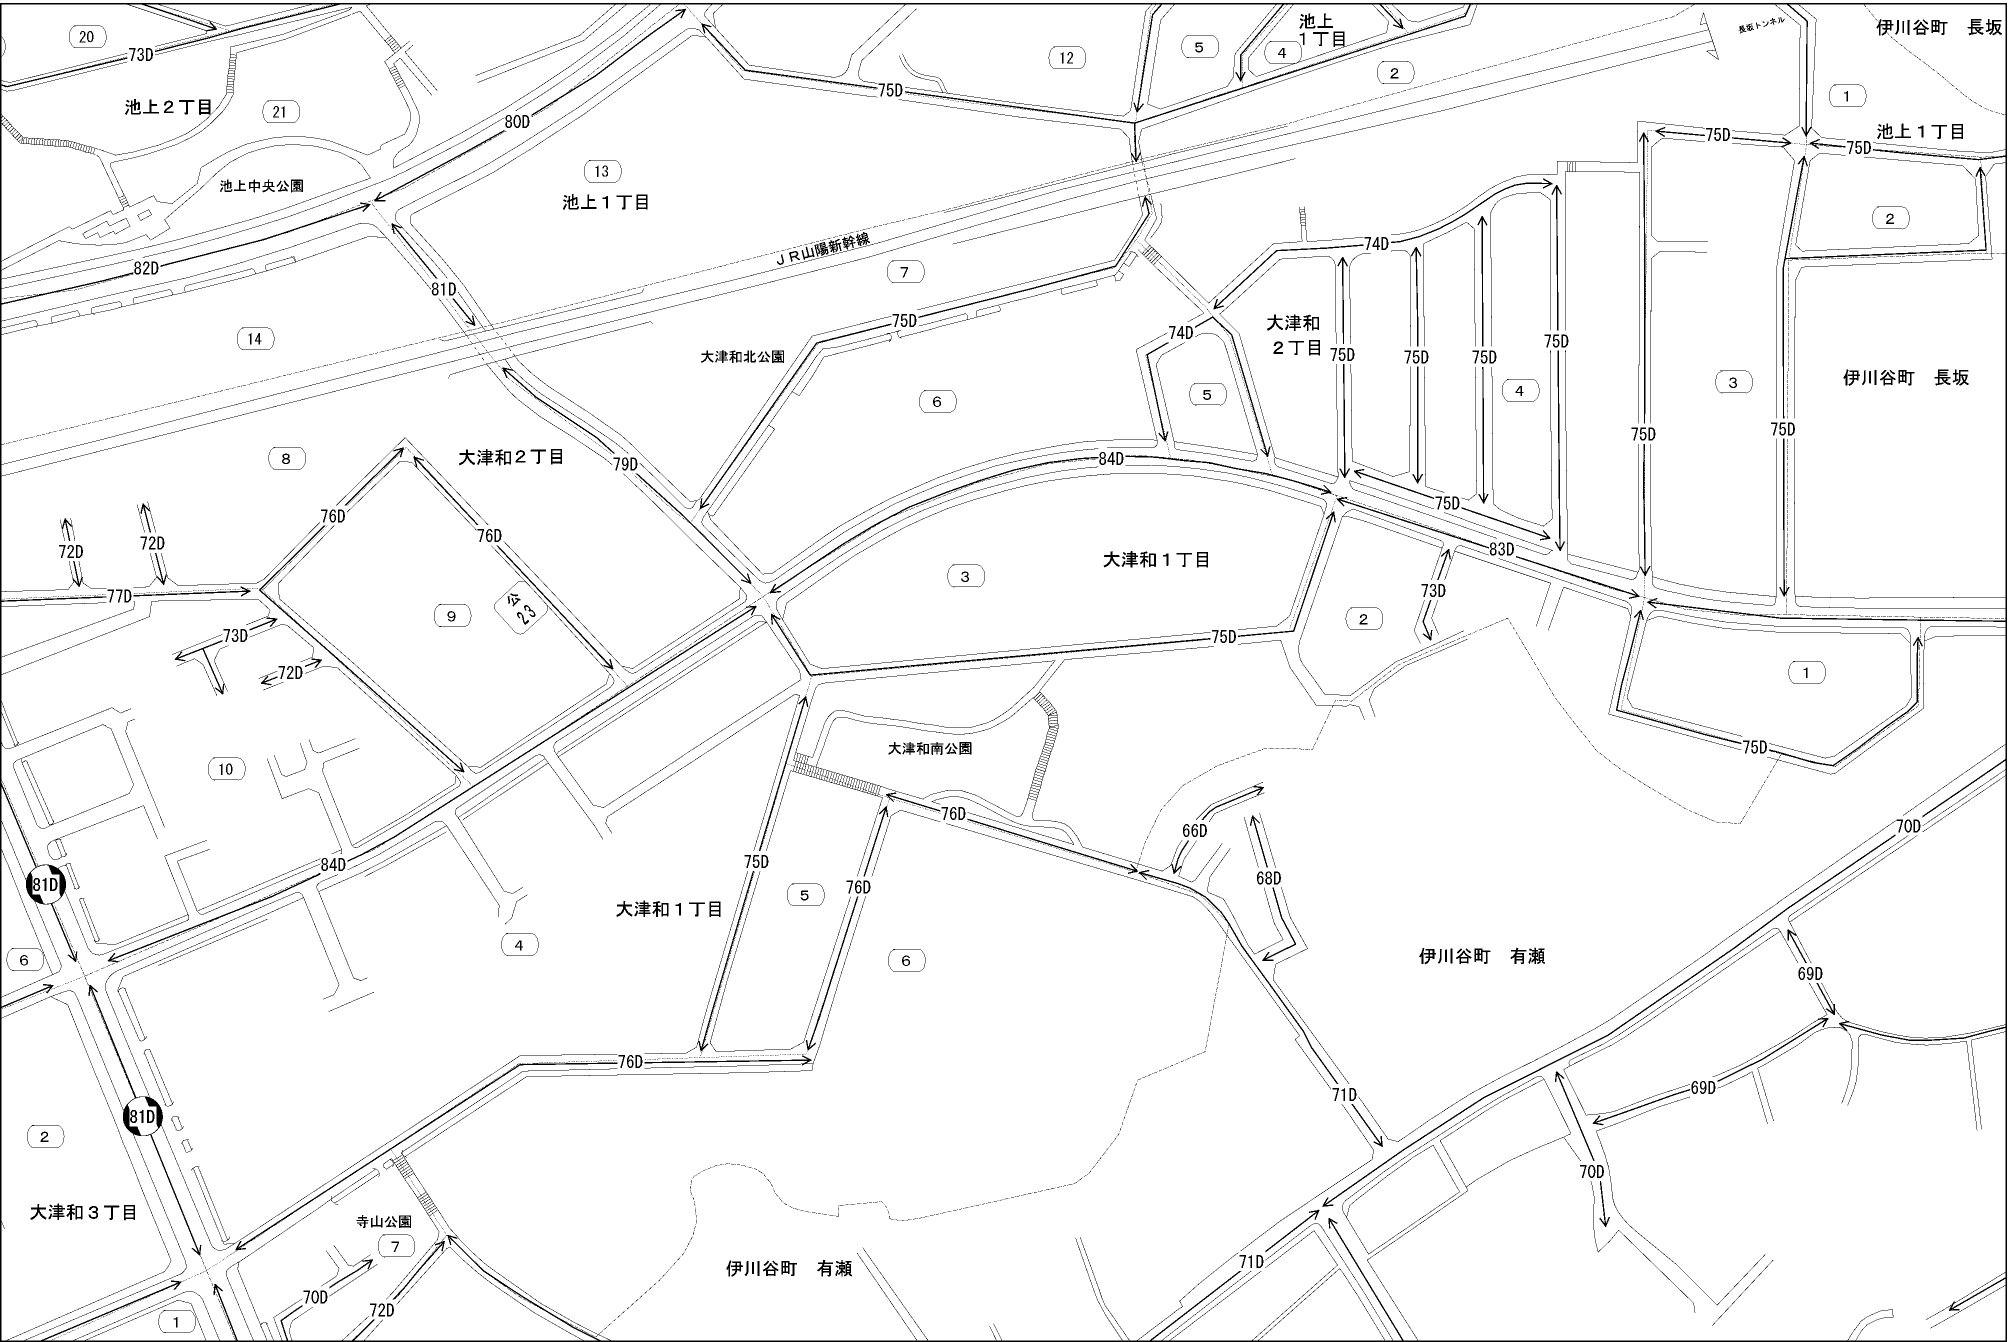 20
73D
池上２丁目
21
池上中央公園
80D
13
池上１丁目
12
75D
5
4
池上
１丁目
2
長坂トンネル
伊川谷町　長坂
1
池上１丁目
75D
75D
2
82D
81D
14
ＪＲ山陽新幹線
7
75D
74D
74D
大津和
２丁目
大津和北公園
6
5
75D
75D
75D
75D
4
3
伊川谷町　長坂
75D
75D
8
大津和２丁目
79D
84D
75D
76D
76D
72D
72D
77D
9
公
23
3
大津和１丁目
83D
73D
2
75D
73D
72D
1
75D
10
大津和南公園
76D
66D
68D
70D
81D
84D
75D
5
76D
大津和１丁目
4
6
6
伊川谷町　有瀬
69D
76D
71D
69D
81D
2
70D
大津和３丁目
寺山公園
7
伊川谷町　有瀬
71D
70D
72D
1